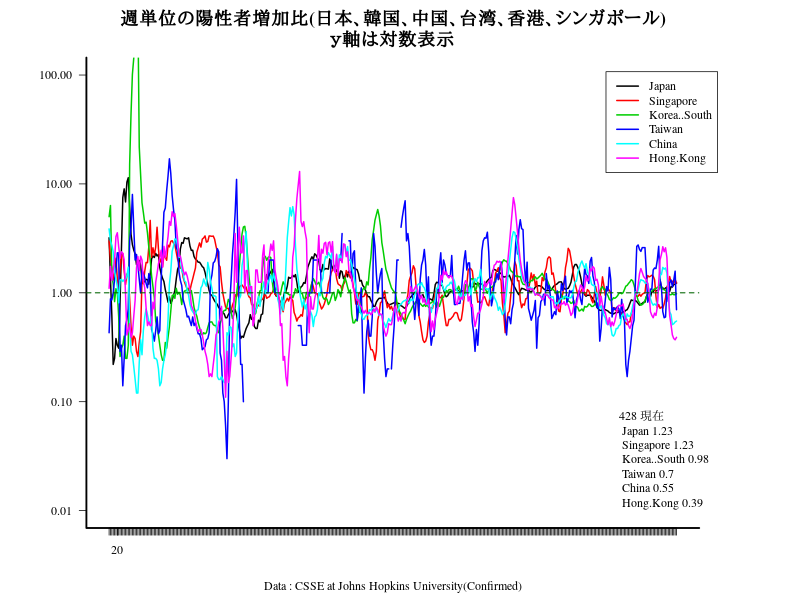 週単位の陽性者増加比(日本、韓国、中国、台湾、香港、シンガポール)
y軸は対数表示
100.00
10.00
1.00
0.10
0.01
Japan
Singapore
Korea..South
Taiwan
China
Hong.Kong
428 現在
Japan 1.23
Singapore 1.23
Korea..South 0.98
Taiwan 0.7
China 0.55
Hong.Kong 0.39
20
Data : CSSE at Johns Hopkins University(Confirmed)